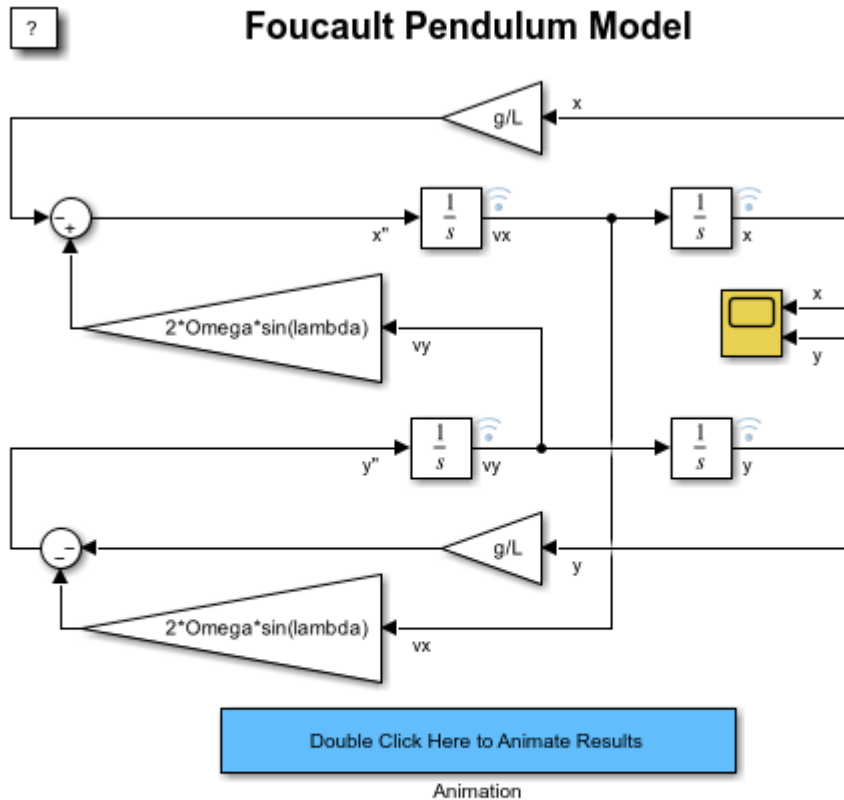 ?
Foucault Pendulum Model
g/L
x
-
+
x"
1
s
vx
1
s
x
2*Omega*sin(lambda)
vy
x
y
y"
1
s
vy
1
s
y
-
-
g/L
y
2*Omega*sin(lambda)
vx
Double Click Here to Animate Results
Animation